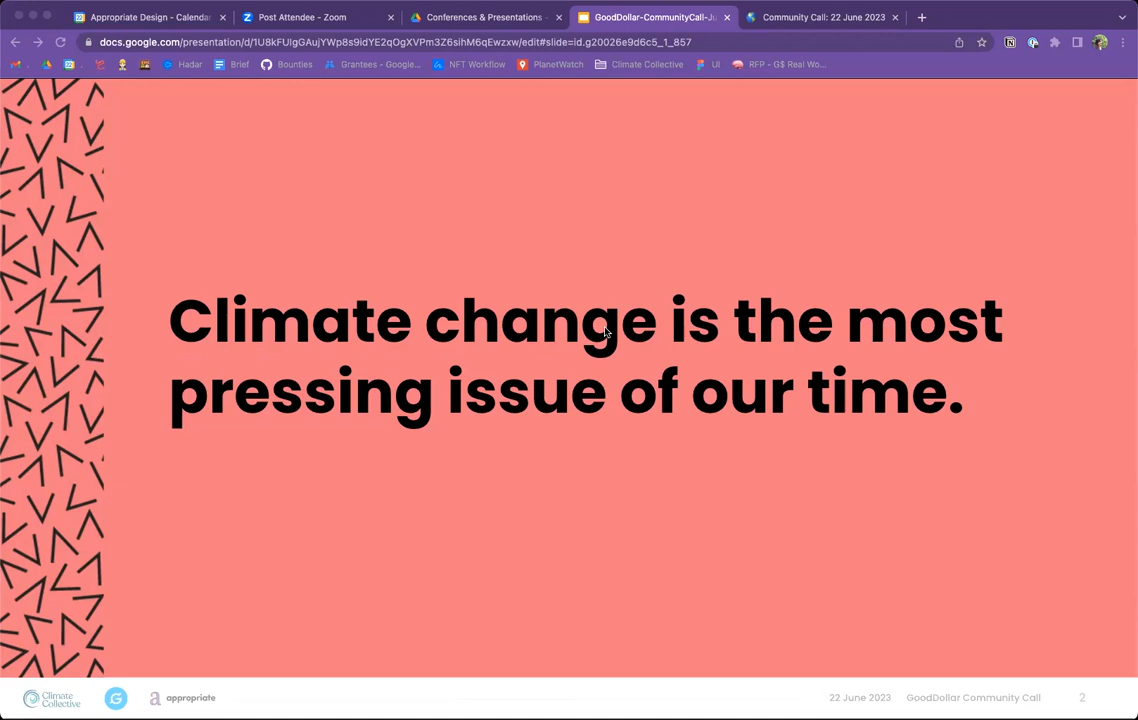 Appropriate Design - Calendar
Post Attendee - Zoom
Conferences & Presentations -
GoodDollar-CommunityCall-Ju
Community Call: 22 June 2023
docs.google.com/presentation/d/1U8kFUlgGAujYWp8s9idYE2qOgXVPm3Z6sihM6qEwzxw/edit#slide=id.g20026e9d6c5_1_857
Hadar
Brief
Bounties
Grantees - Google...
NFT Workflow
PlanetWatch
Climate Collective
UI
RFP - G$ Real Wo...
Climate change is the most
pressing issue of our time.
Climate
Collective
G
a appropriate
22 June 2023
GoodDollar Community Call
2